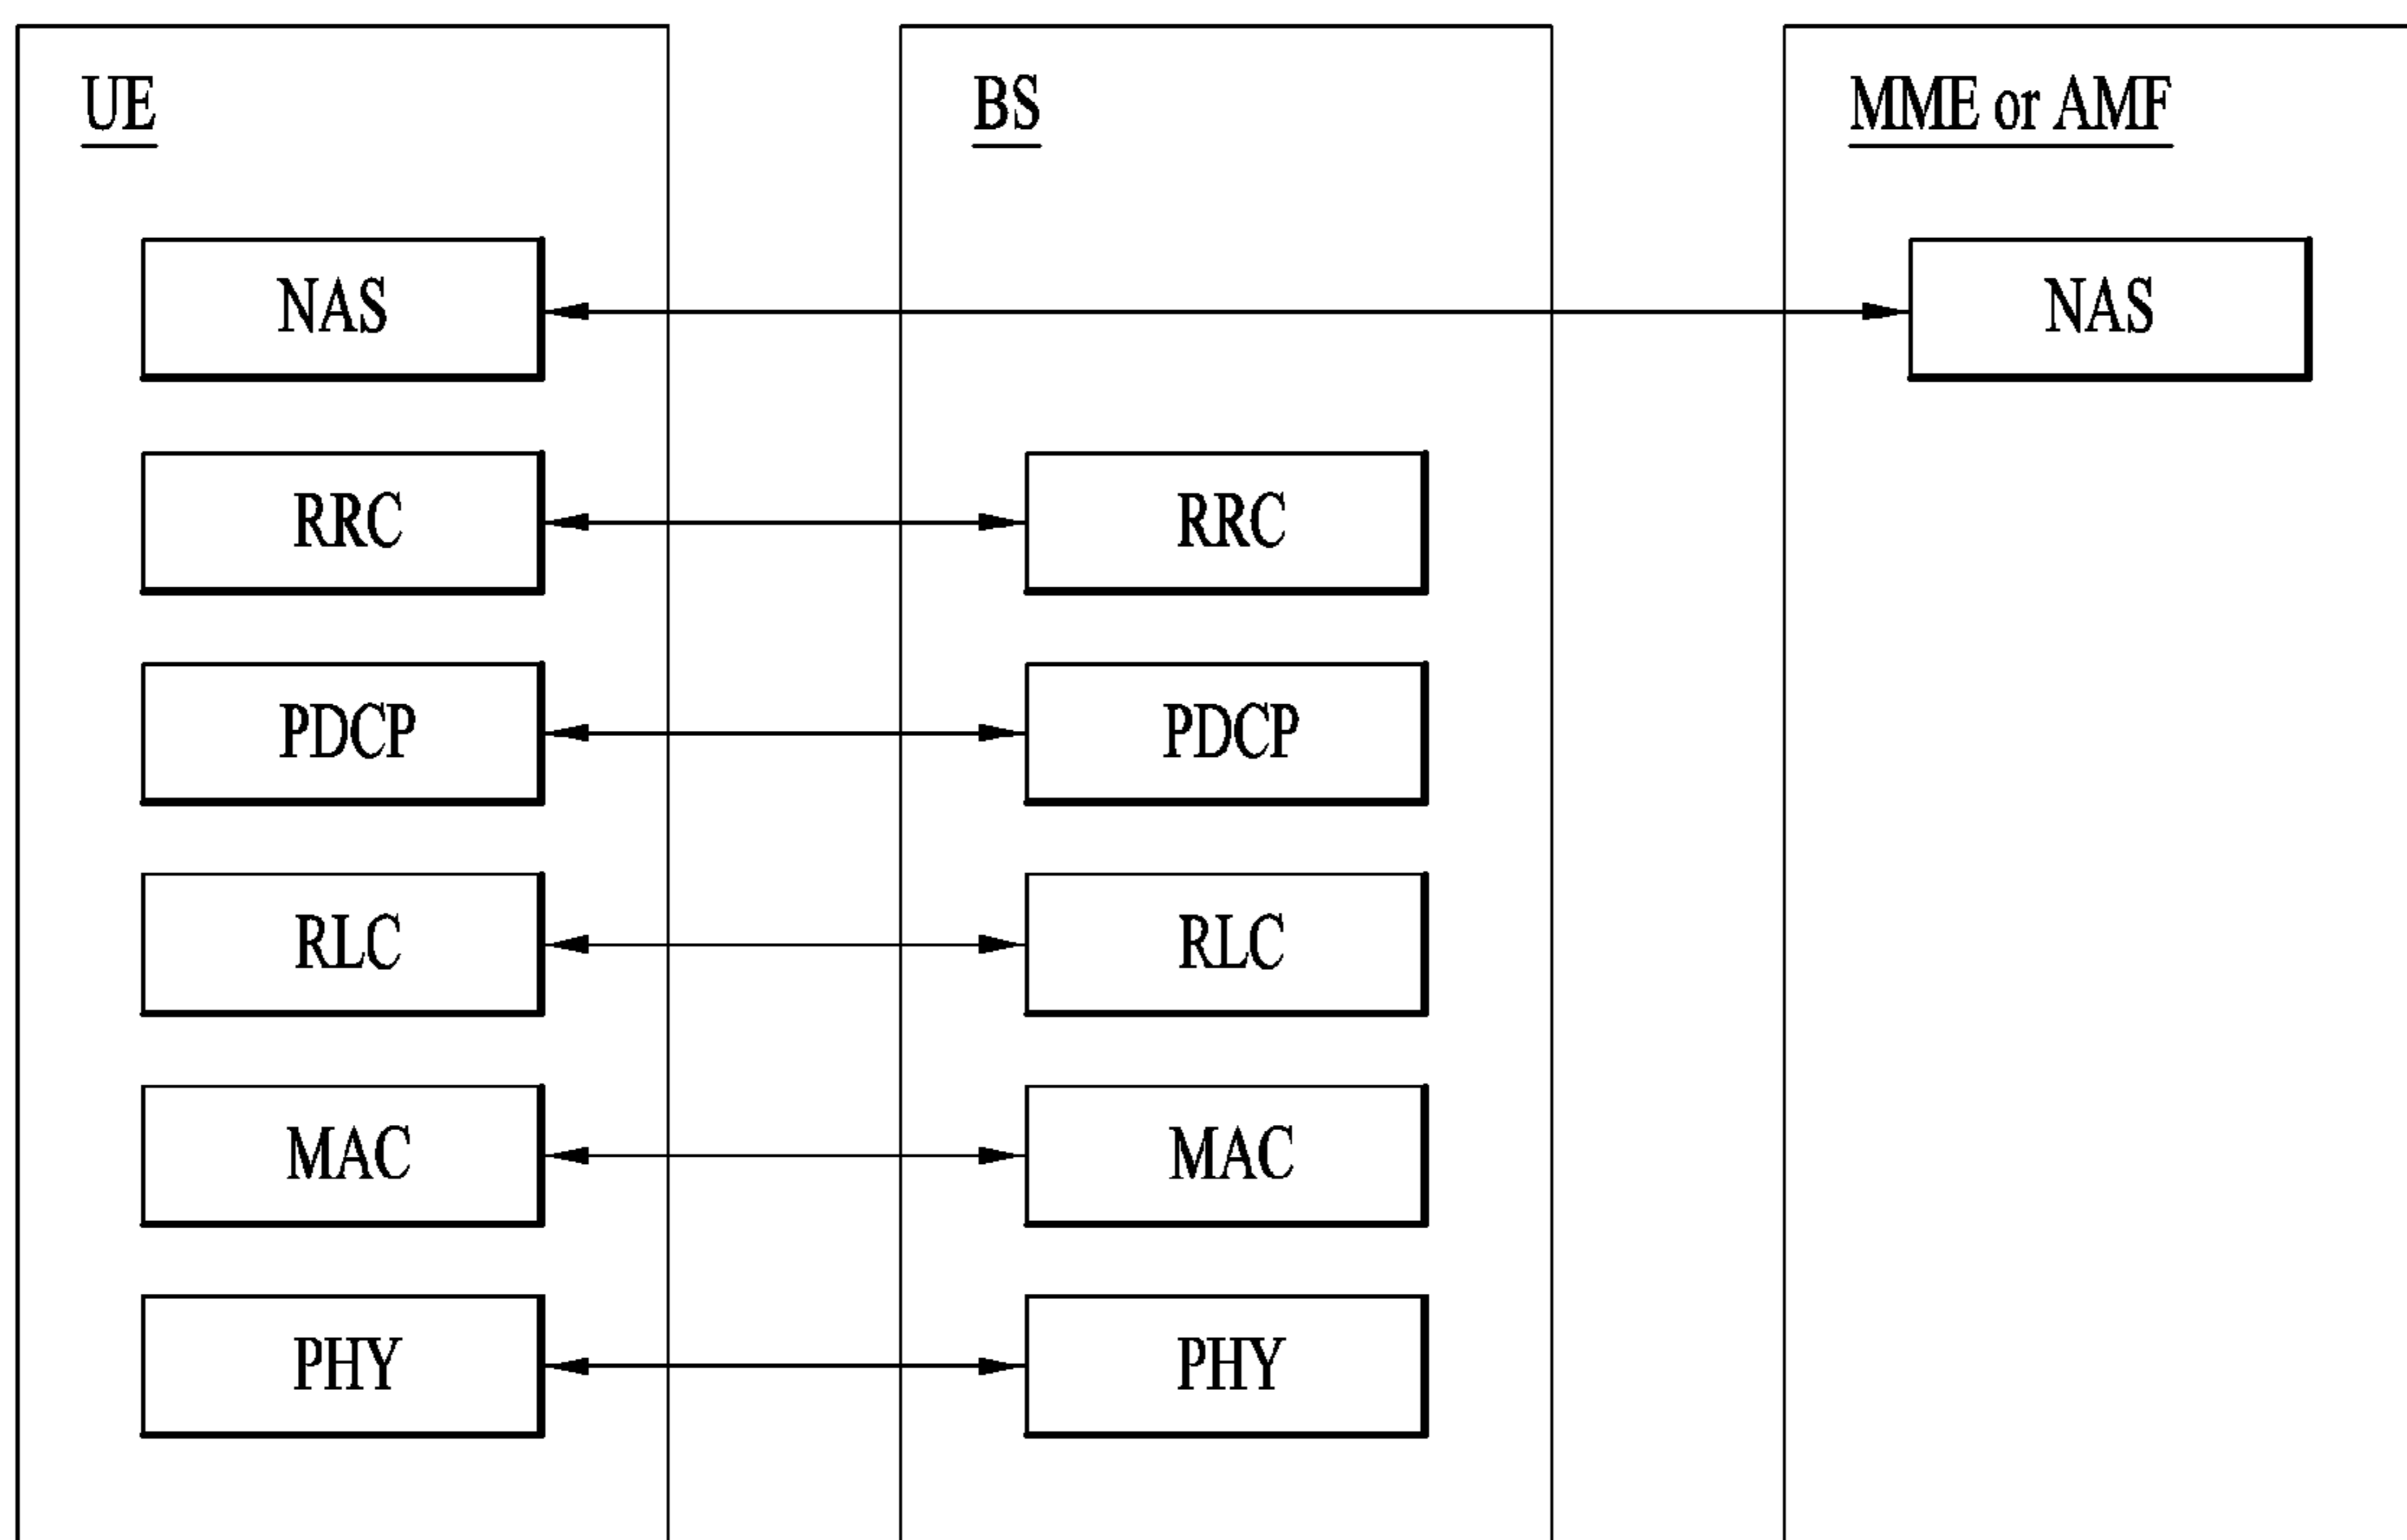 UE
BS
MME or AMF
NAS
NAS
RRC
RRC
PDCP
PDCP
RLC
RLC
MAC
MAC
PHY
PHY